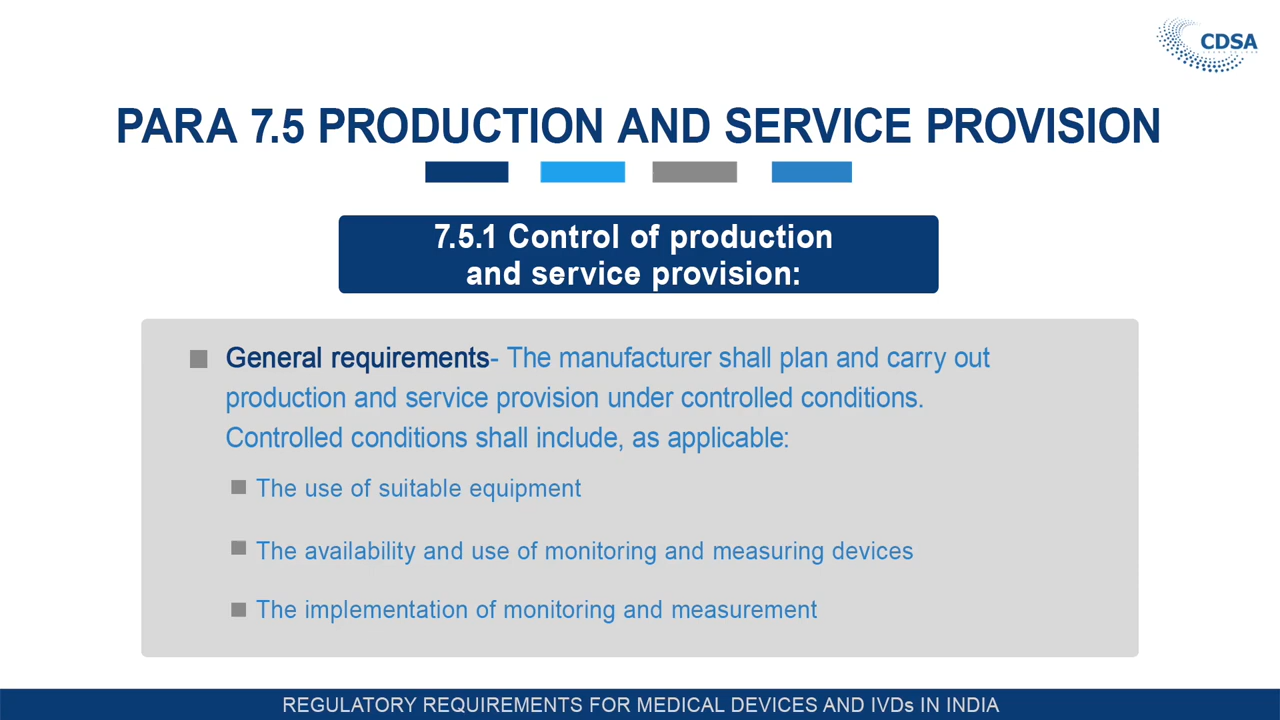 CDSA
PARA 7.5 PRODUCTION AND SERVICE PROVISION
7.5.1 Control of production
and service provision:
General requirements- The manufacturer shall plan and carry out
production and service provision under controlled conditions.
Controlled conditions shall include, as applicable:
The use of suitable equipment
The availability and use of monitoring and measuring devices
The implementation of monitoring and measurement
REGULATORY REQUIREMENTS FOR MEDICAL DEVICES AND IVDs IN INDIA